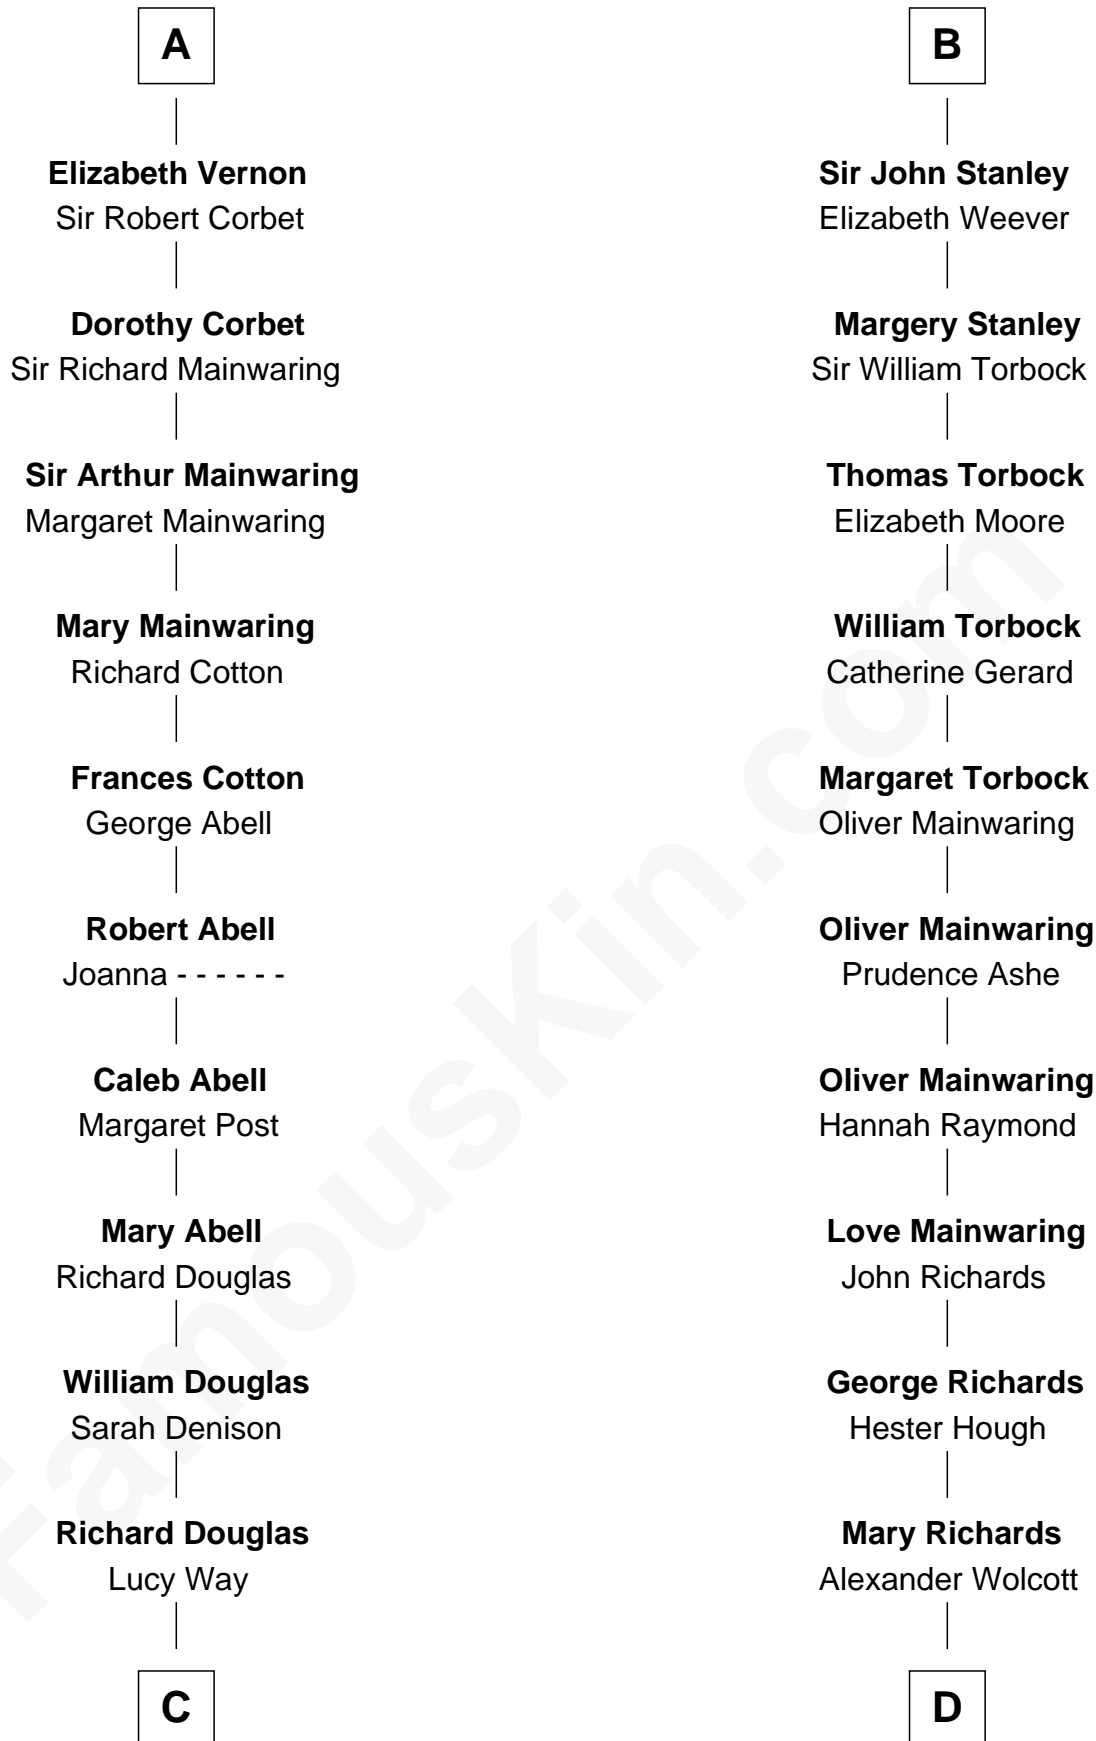 A
Elizabeth Vernon
Sir Robert Corbet
Dorothy Corbet
Sir Richard Mainwaring
Sir Arthur Mainwaring
Margaret Mainwaring
Mary Mainwaring
Richard Cotton
Frances Cotton
George Abell
Robert Abell
Joanna - - - - - -
Caleb Abell
Margaret Post
Mary Abell
Richard Douglas
William Douglas
Sarah Denison
Richard Douglas
Lucy Way
C
B
Sir John Stanley
Elizabeth Weever
Margery Stanley
Sir William Torbock
Thomas Torbock
Elizabeth Moore
William Torbock
Catherine Gerard
Margaret Torbock
Oliver Mainwaring
Oliver Mainwaring
Prudence Ashe
Oliver Mainwaring
Hannah Raymond
Love Mainwaring
John Richards
George Richards
Hester Hough
Mary Richards
Alexander Wolcott
D
FamousKin.com